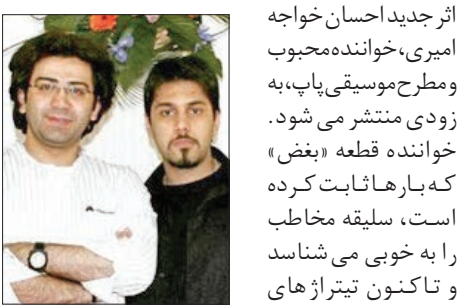 اثر جدید احسان خواجه
امیری، خواننده محبوب
و مطرح موسیقی پاپ، به
زودی منتشر می شود.
خواننده قطعه «بغض»
که بارها ثابت کرده
است، سلیقه مخاطب
را به خوبی می شناسد
و تاکنون تیتراژهای